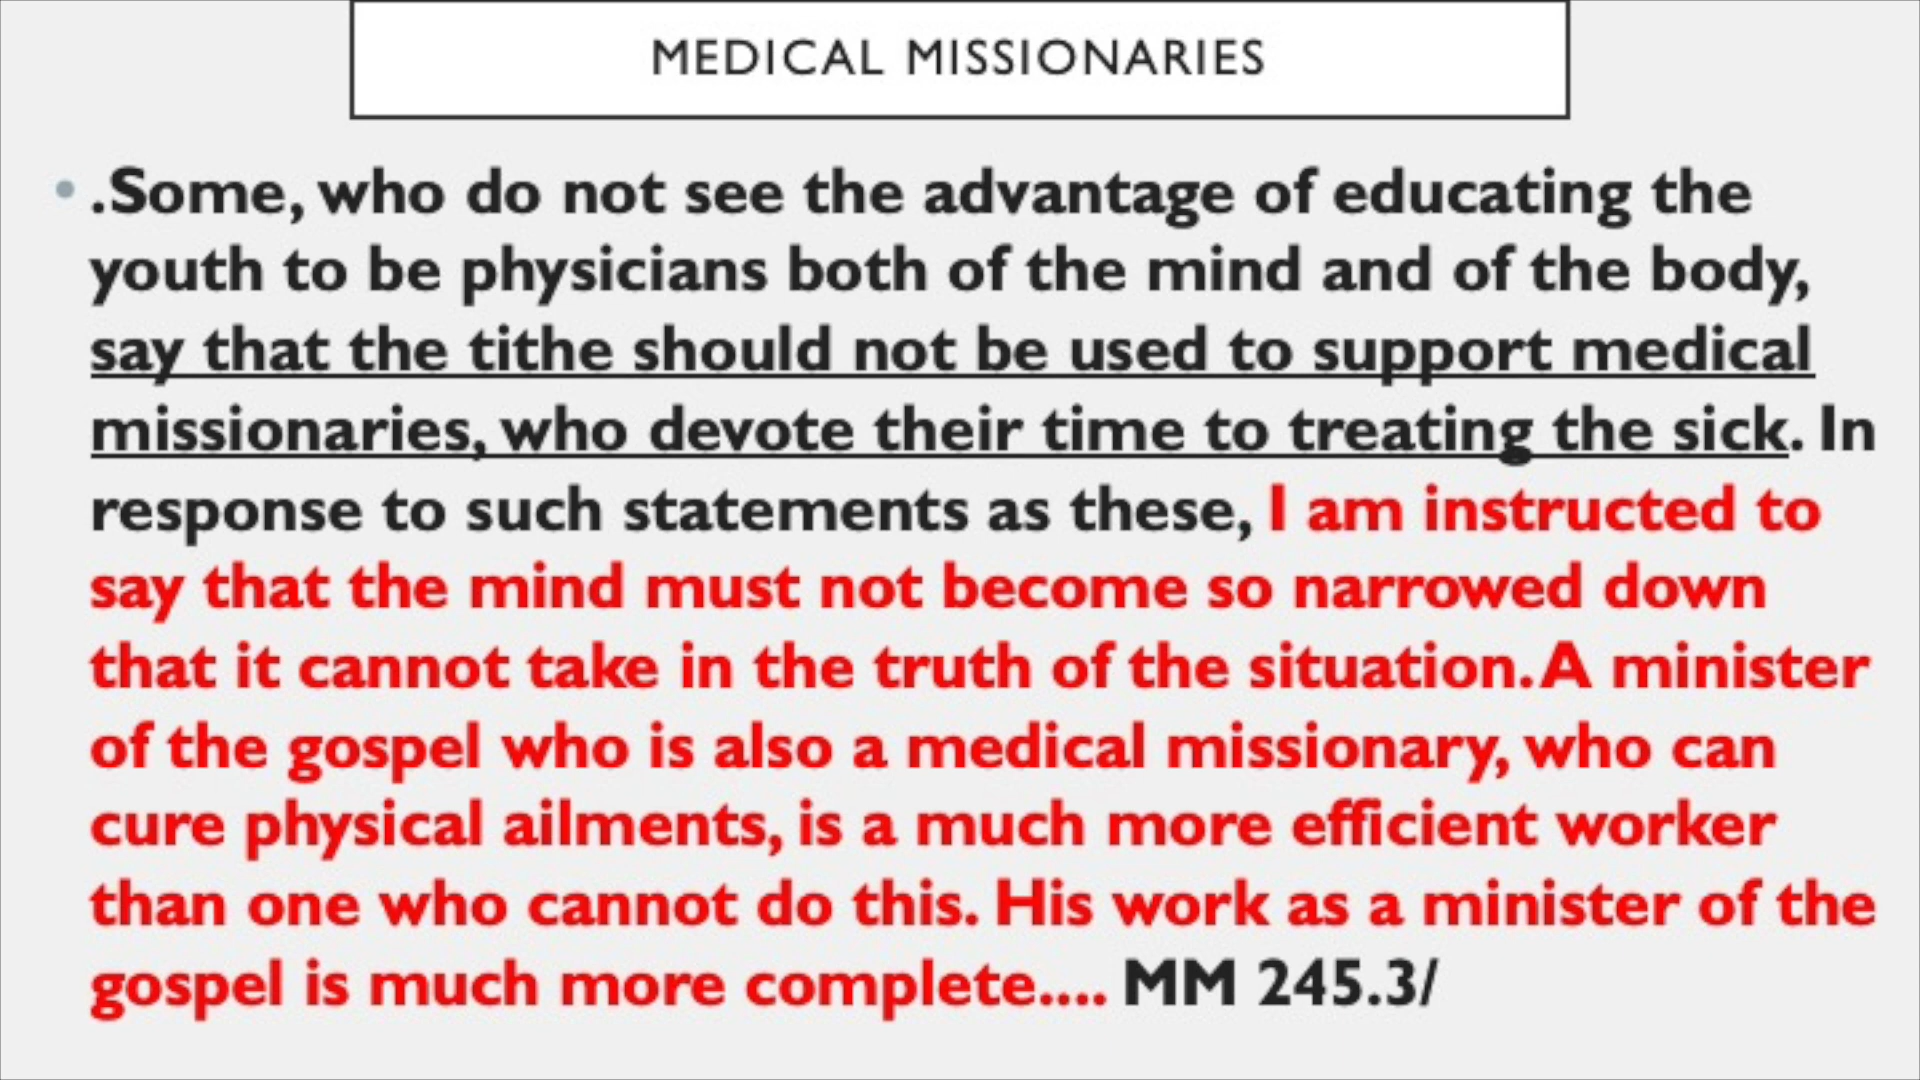 MEDICAL MISSIONARIES
• .Some, who do not see the advantage of educating the
youth to be physicians both of the mind and of the body,
say that the tithe should not be used to support medical
missionaries, who devote their time to treating the sick. In
response to such statements as these, I am instructed to
say that the mind must not become so narrowed down
that it cannot take in the truth of the situation. A minister
of the gospel who is also a medical missionary, who can
cure physical ailments, is a much more efficient worker
than one who cannot do this. His work as a minister of the
gospel is much more complete.... MM 245.3/